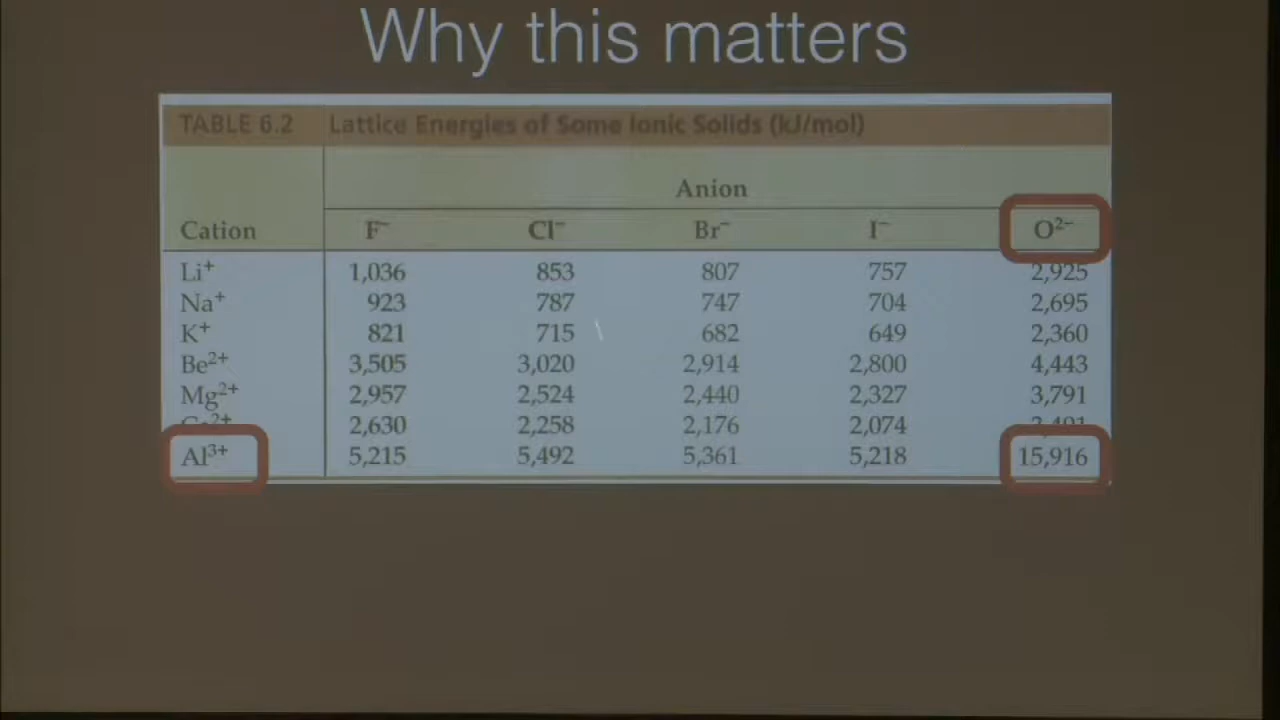 Why this matters
TABLE 6.2 Lattice Energies of Some Ionic Solids (kJ/mol)
Anion
Cation F⁻ Cl⁻ Br⁻ I⁻ O²⁻
Li⁺ 1,036 853 807 757 2,925
Na⁺ 923 787 747 704 2,695
K⁺ 821 715 682 649 2,360
Be²⁺ 3,505 3,020 2,914 2,800 4,443
Mg²⁺ 2,957 2,524 2,440 2,327 3,791
2,630 2,258 2,176 2,074
Al³⁺ 5,215 5,492 5,361 5,218 15,916